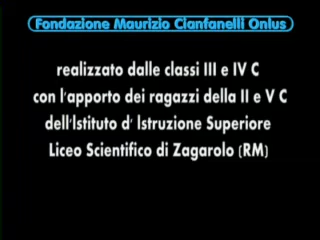 Fondazione Maurizio Cianfanelli Onlus
realizzato dalle classi III e IV C
con l'apporto dei ragazzi della II e V C
dell'Istituto d' Istruzione Superiore
Liceo Scientifico di Zagarolo (RM)